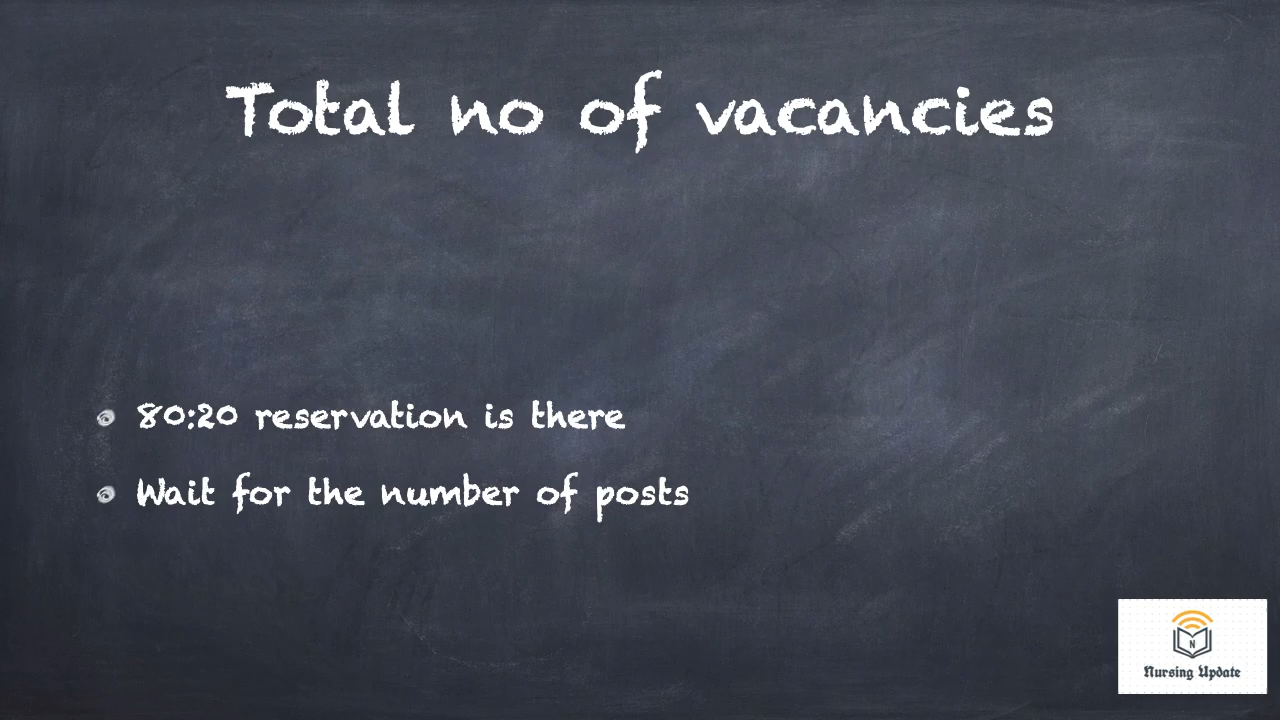 Total no of vacancies
80:20 reservation is there
Wait for the number of posts
N
Nursing Update